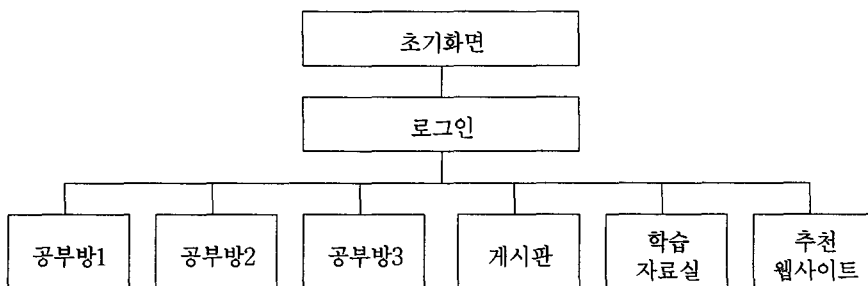 초기화면
로그인
공부방1
공부방2
공부방3
게시판
학습
자료실
추천
웹사이트